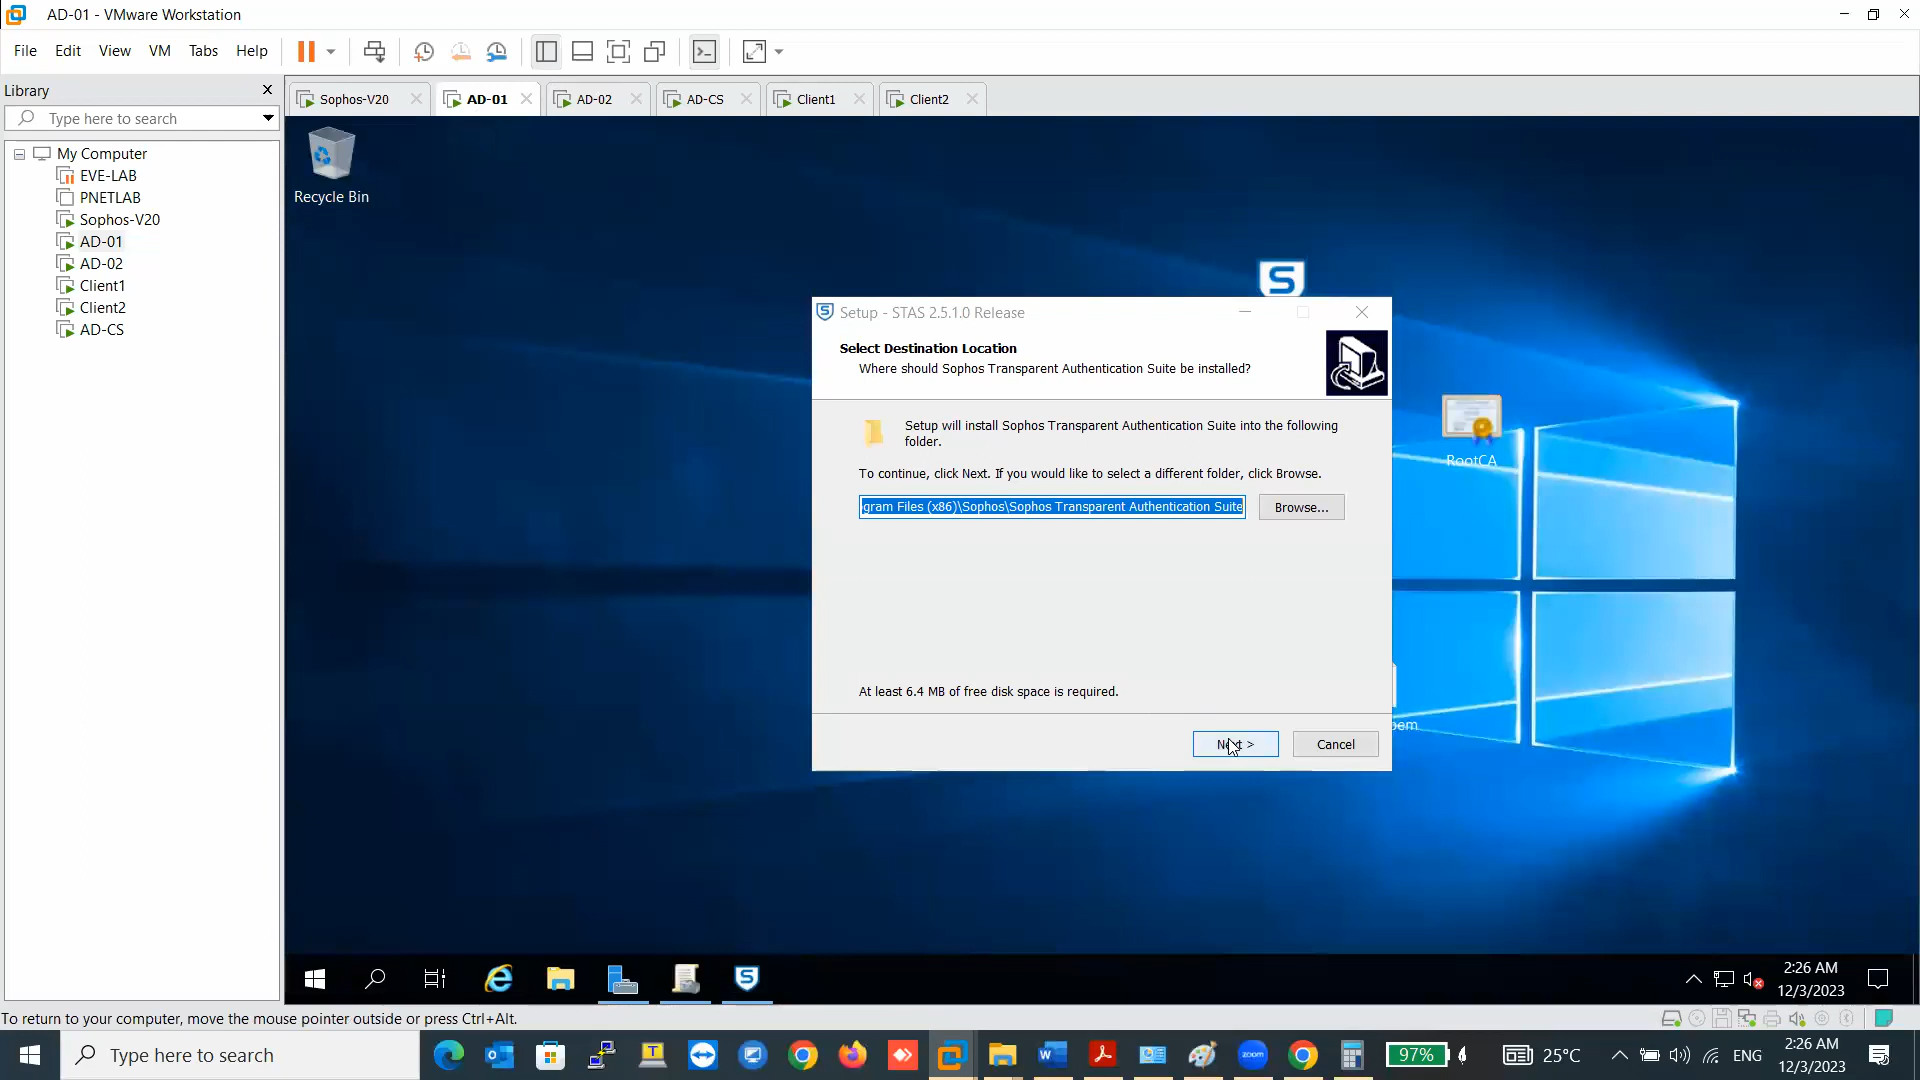 AD-01 - VMware Workstation
File Edit View VM Tabs Help
Library
Type here to search
My Computer
EVE-LAB
PNETLAB
Sophos-V20
AD-01
AD-02
Client1
Client2
AD-CS
Sophos-V20 AD-01 AD-02 AD-CS Client1 Client2
Recycle Bin
Setup - STAS 2.5.1.0 Release
Select Destination Location
Where should Sophos Transparent Authentication Suite be installed?
Setup will install Sophos Transparent Authentication Suite into the following
folder.
To continue, click Next. If you would like to select a different folder, click Browse.
gram Files (x86)\Sophos\Sophos Transparent Authentication Suite
Browse...
At least 6.4 MB of free disk space is required.
Next >
Cancel
RootCA
2:26 AM
12/3/2023
To return to your computer, move the mouse pointer outside or press Ctrl+Alt.
Type here to search
zoom
97%
25°C
ENG
2:26 AM
12/3/2023